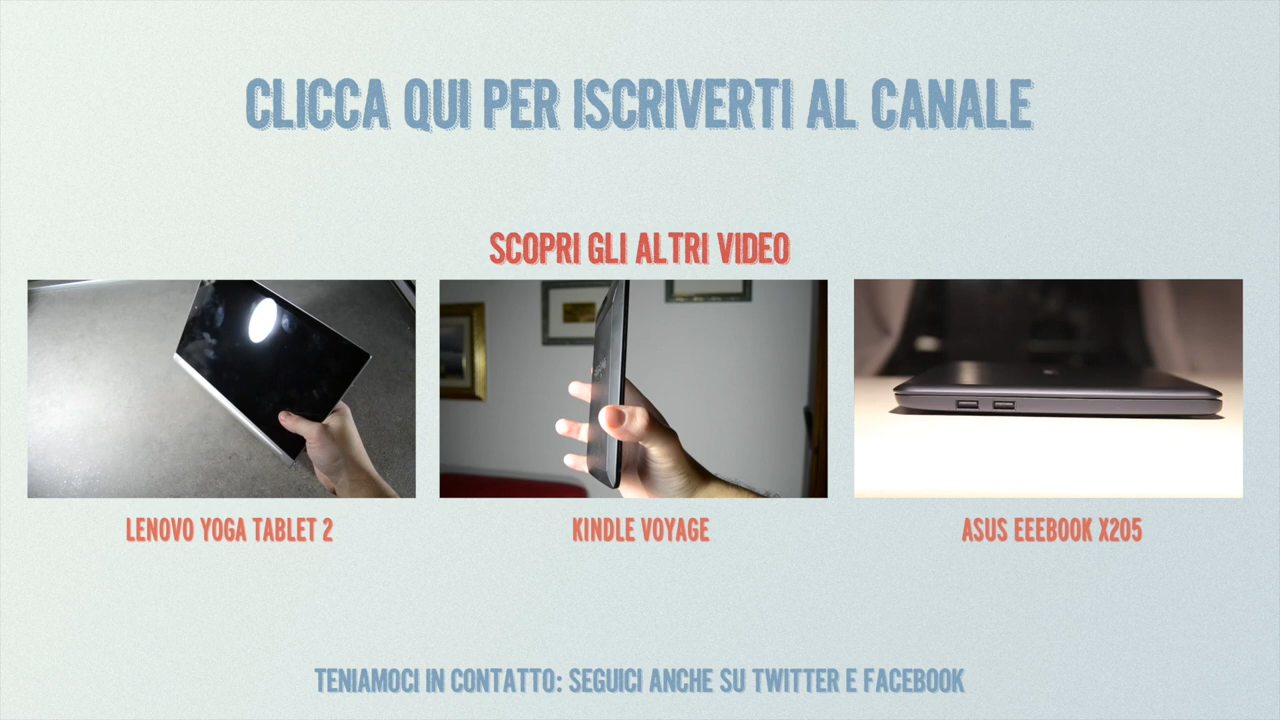 CLICCA QUI PER ISCRIVERTI AL CANALE
SCOPRI GLI ALTRI VIDEO
LENOVO YOGA TABLET 2
KINDLE VOYAGE
ASUS EEEBOOK X205
TENIAMOCI IN CONTATTO: SEGUICI ANCHE SU TWITTER E FACEBOOK